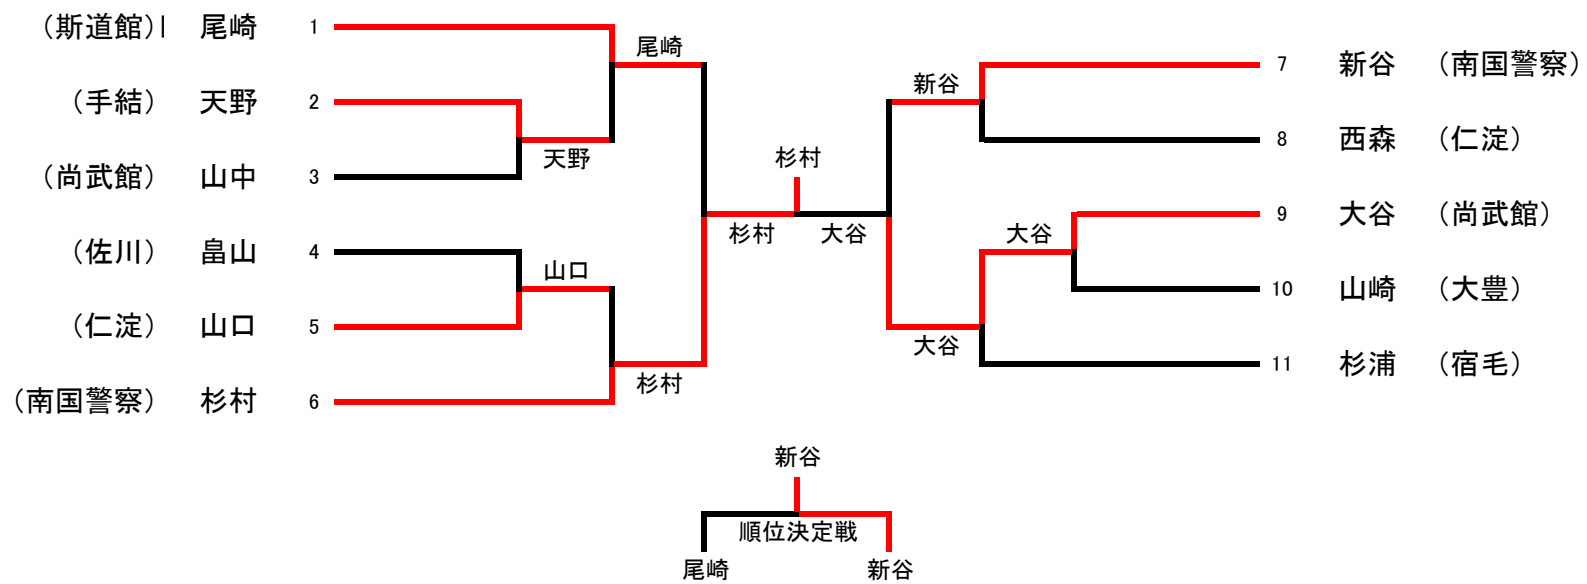 （斯道館）| 尾崎 1
（手結） 天野 2
（尚武館） 山中 3
（佐川） 畠山 4
（仁淀） 山口 5
（南国警察） 杉村 6
尾崎
天野
山口
杉村
杉村
杉村
大谷
新谷
大谷
大谷
7 新谷 （南国警察）
8 西森 （仁淀）
9 大谷 （尚武館）
10 山崎 （大豊）
11 杉浦 （宿毛）
新谷
順位決定戦
尾崎
新谷